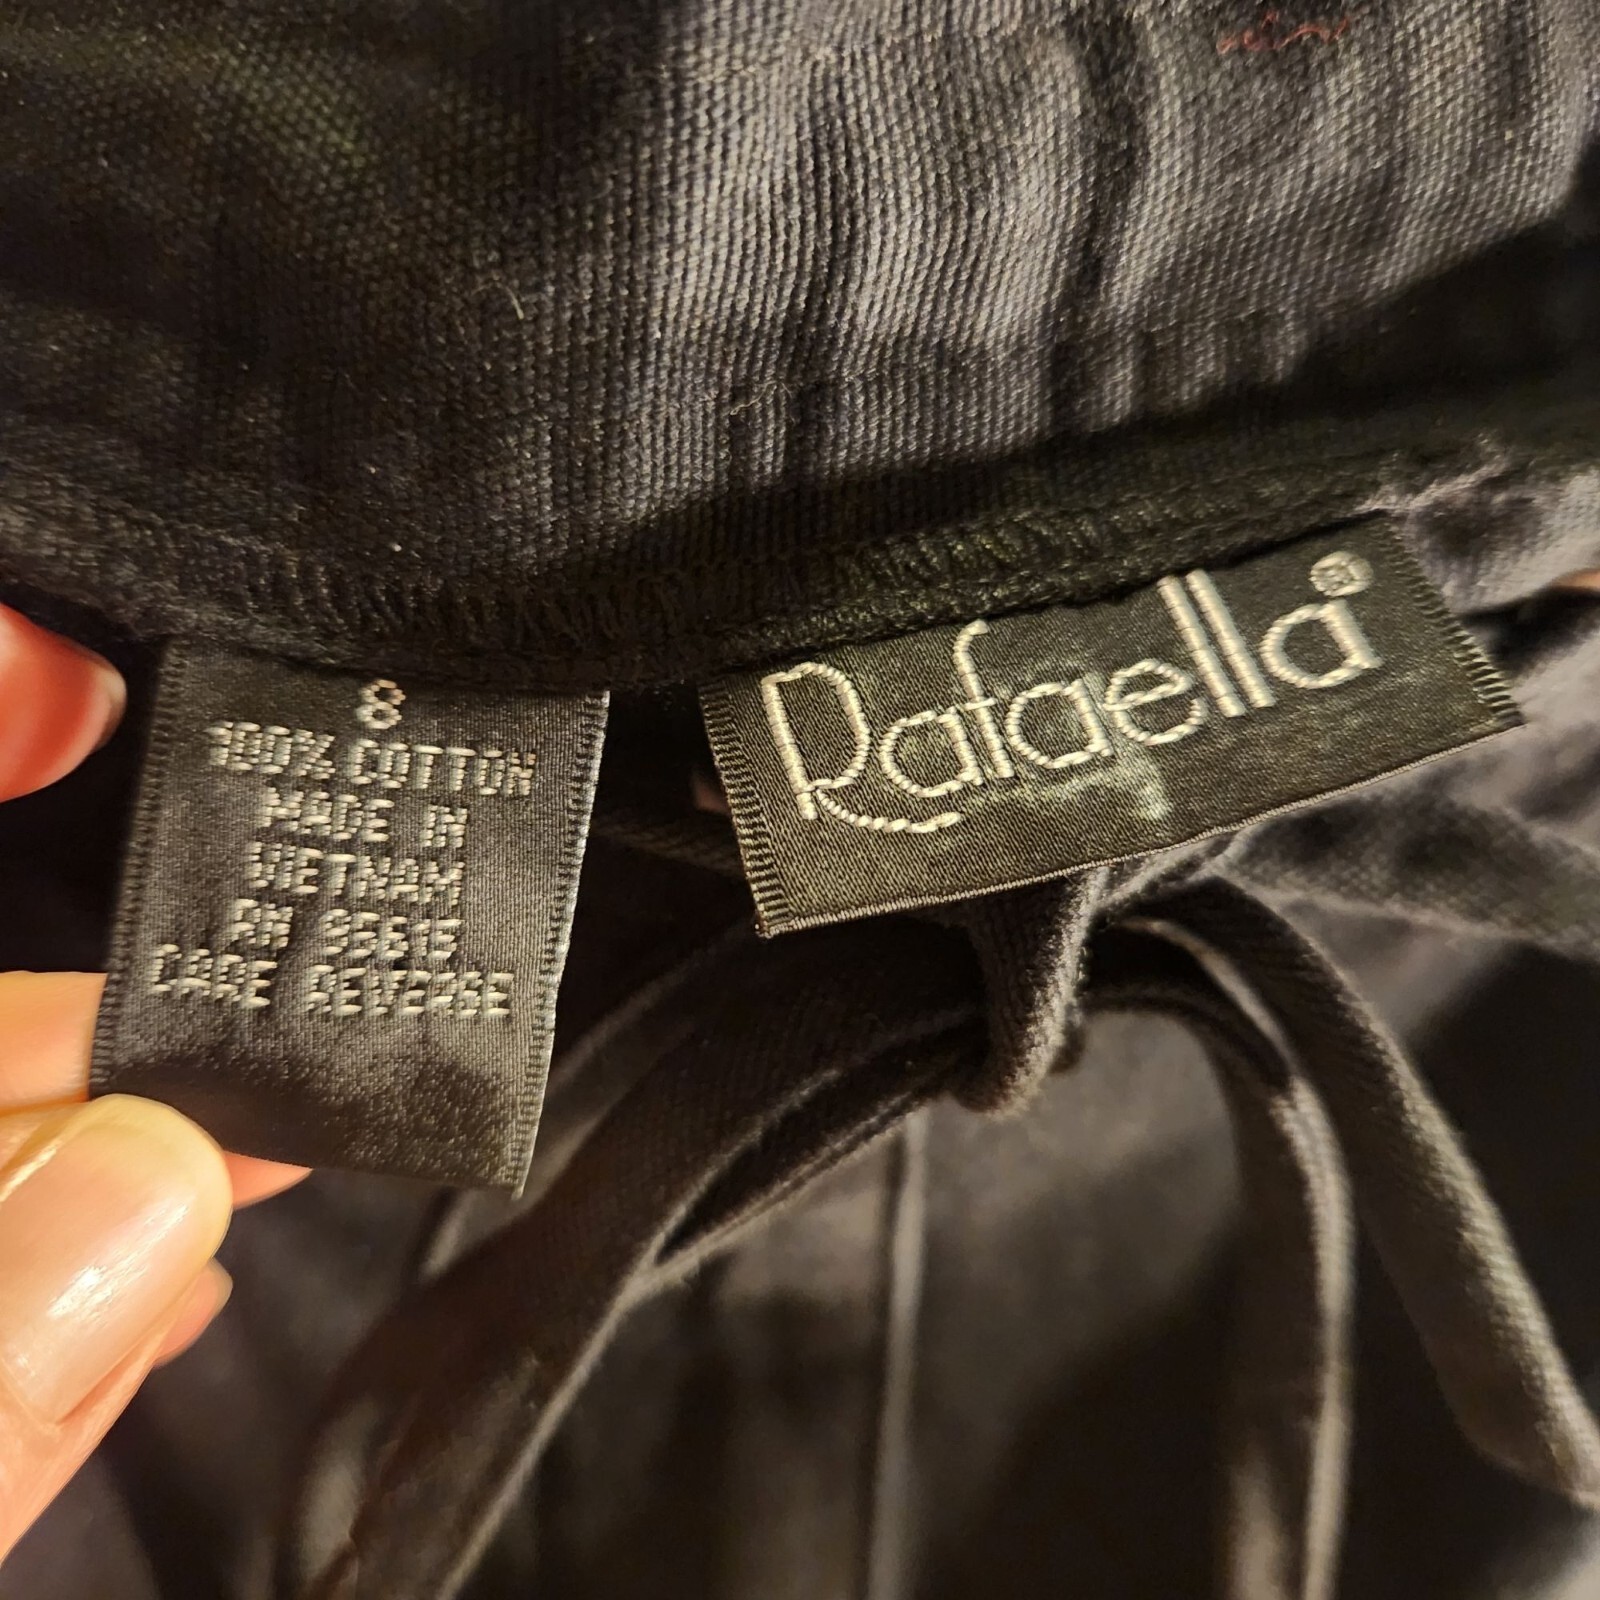 8
100% COTTON
MADE IN
VIETNAM
RN 95615
CARE REVERSE
Rafaella®